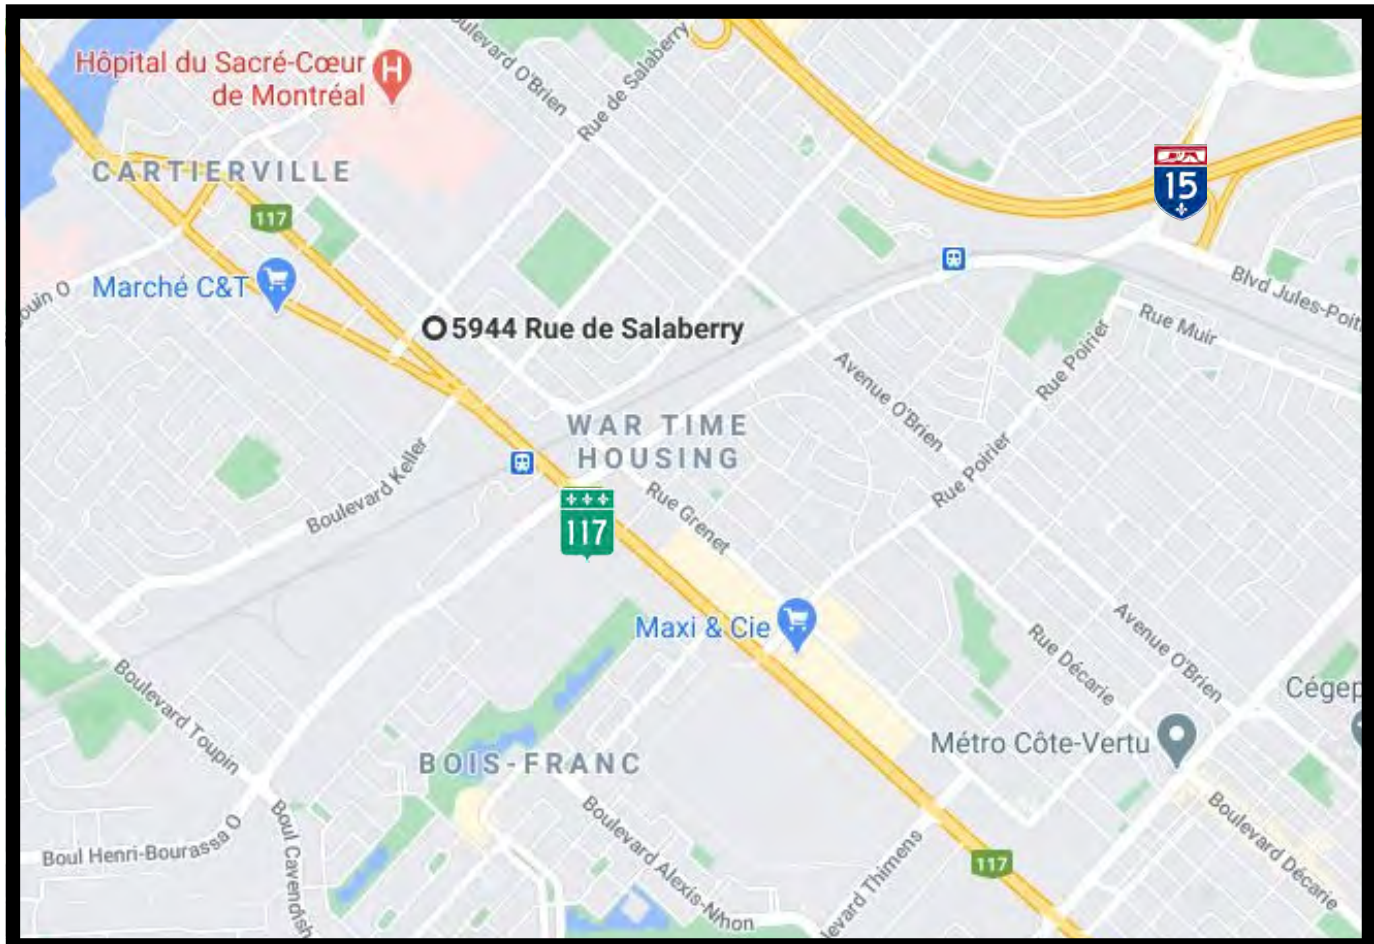 Boulevard O'Brien
Rue de Salaberry
Hôpital du Sacré-Cœur
de Montréal
CARTIERVILLE
15
117
Marché C&T
ouin O
Blvd Jules-Poit
Rue Muir
5944 Rue de Salaberry
Rue Poirier
Avenue O'Brien
WAR TIME
HOUSING
Boulevard Keller
Rue Poirier
Rue Grenet
117
Maxi & Cie
Avenue O'Brien
Rue Décarie
Boulevard Toupin
Cégep
Métro Côte-Vertu
BOIS-FRANC
Boulevard Décarie
Boulevard Alexis-Nihon
Boul Henri-Bourassa O
Boul Cavendish
levard Thimens
117